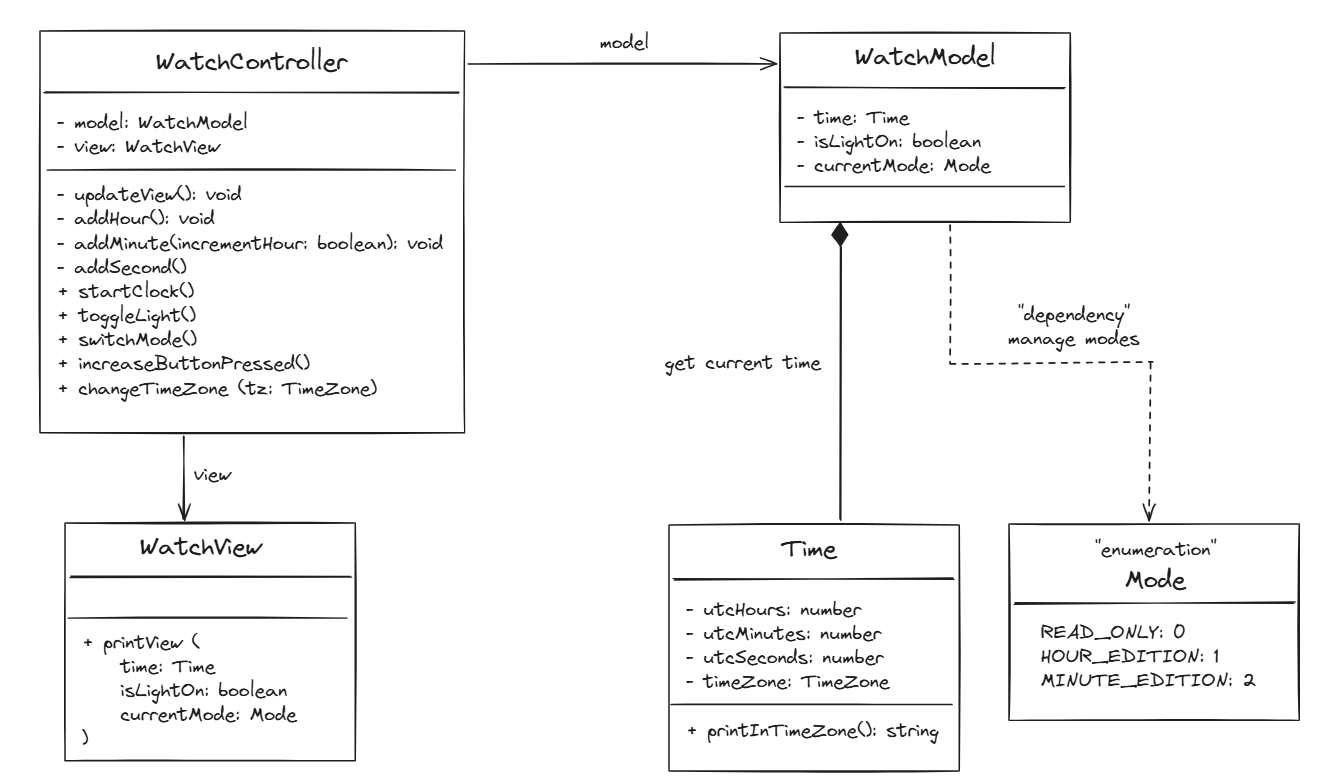 WatchController
- model: WatchModel
- view: WatchView
- updateView(): void
- addHour(): void
- addMinute(incrementHour: boolean): void
- addSecond()
+ startClock()
+ toggleLight()
+ switchMode()
+ increaseButtonPressed()
+ changeTimeZone (tz: TimeZone)
model
WatchModel
- time: Time
- isLightOn: boolean
- currentMode: Mode
view
get current time
"dependency"
manage modes
WatchView
+ printView (
time: Time
isLightOn: boolean
currentMode: Mode
)
Time
- utcHours: number
- utcMinutes: number
- utcSeconds: number
- timeZone: TimeZone
+ printInTimeZone(): string
"enumeration"
Mode
READ_ONLY: 0
HOUR_EDITION: 1
MINUTE_EDITION: 2